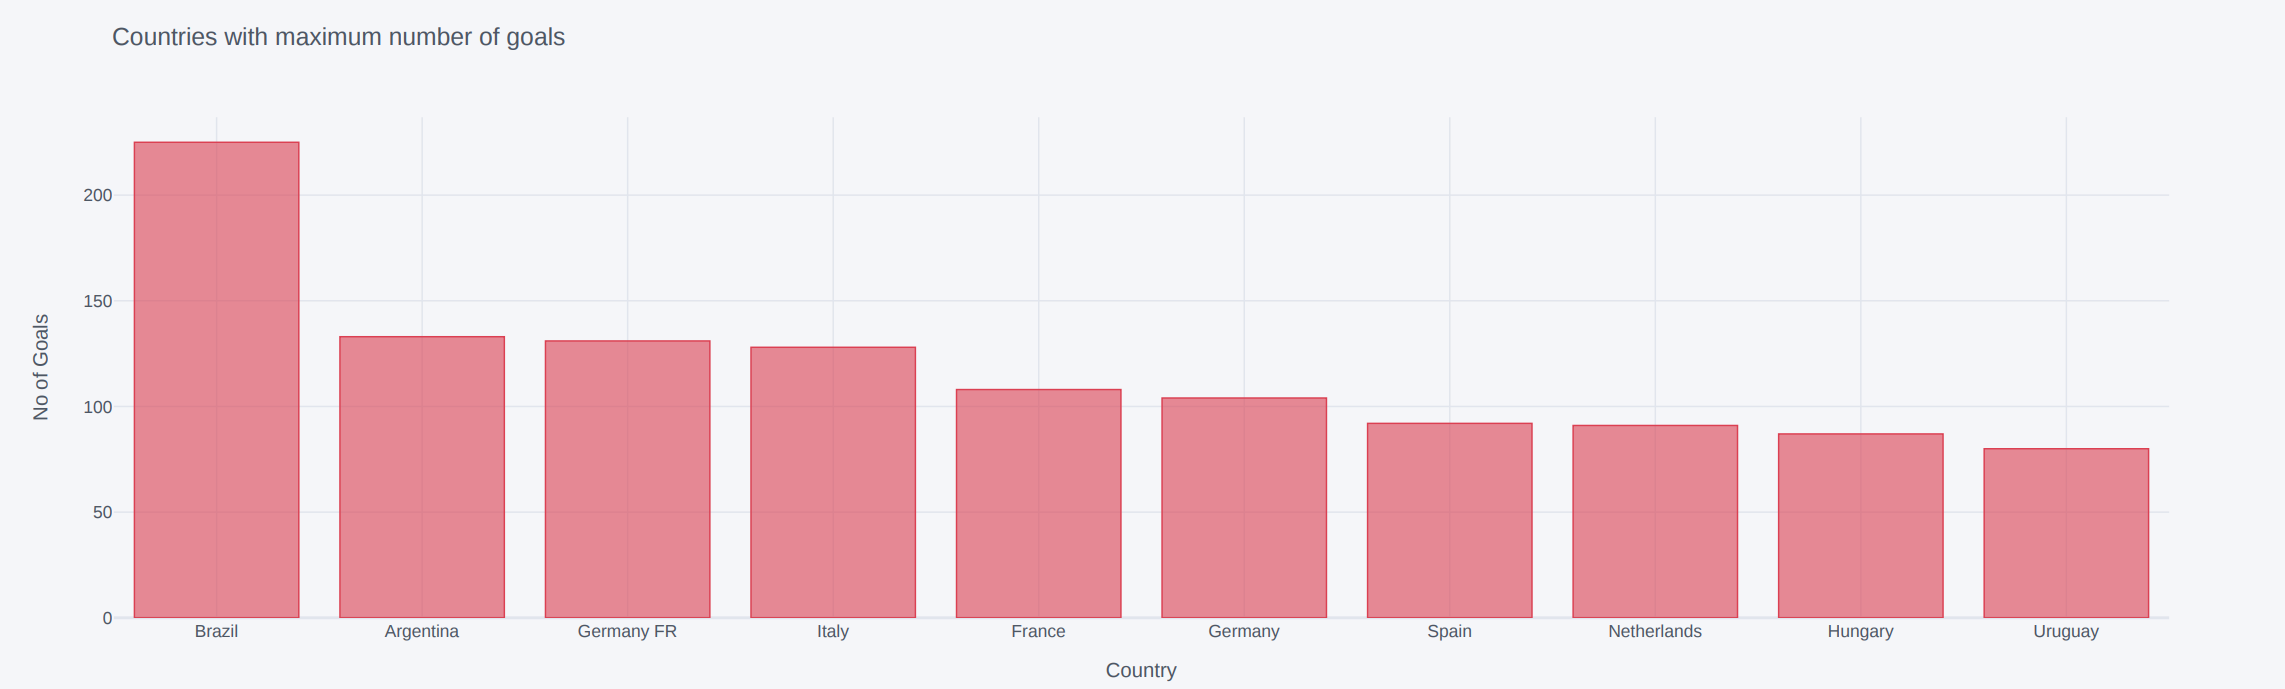 Countries with maximum number of goals
No of Goals
200
150
100
50
0
Brazil Argentina Germany FR Italy France Germany Spain Netherlands Hungary Uruguay
Country